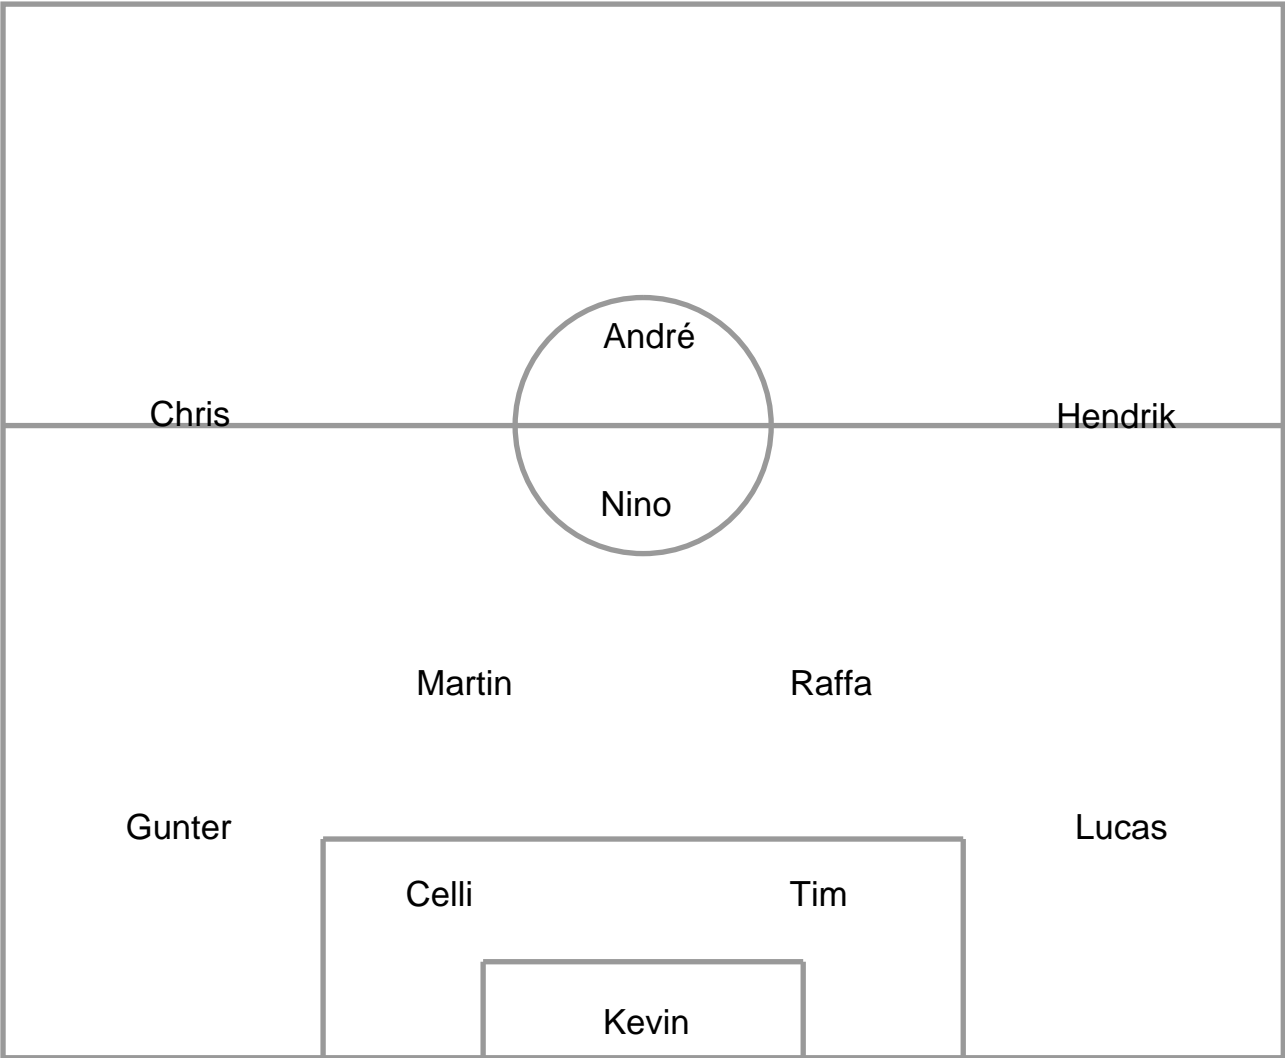 André
Chris
Hendrik
Nino
Martin
Raffa
Gunter
Lucas
Celli
Tim
Kevin